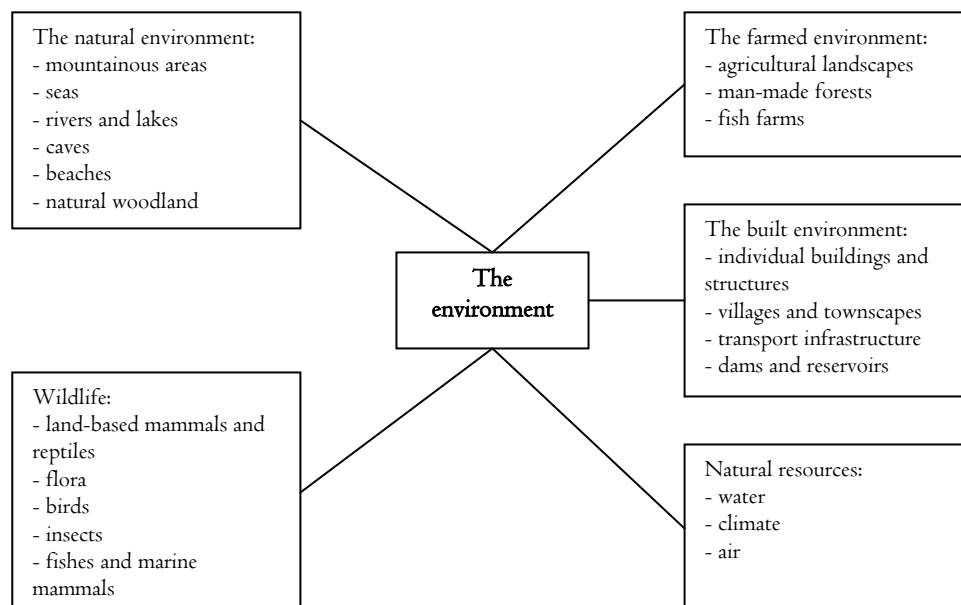 The natural environment:
- mountainous areas
- seas
- rivers and lakes
- caves
- beaches
- natural woodland
The farmed environment:
- agricultural landscapes
- man-made forests
- fish farms
The
environment
The built environment:
- individual buildings and
structures
- villages and townscapes
- transport infrastructure
- dams and reservoirs
Wildlife:
- land-based mammals and
reptiles
- flora
- birds
- insects
- fishes and marine
mammals
Natural resources:
- water
- climate
- air